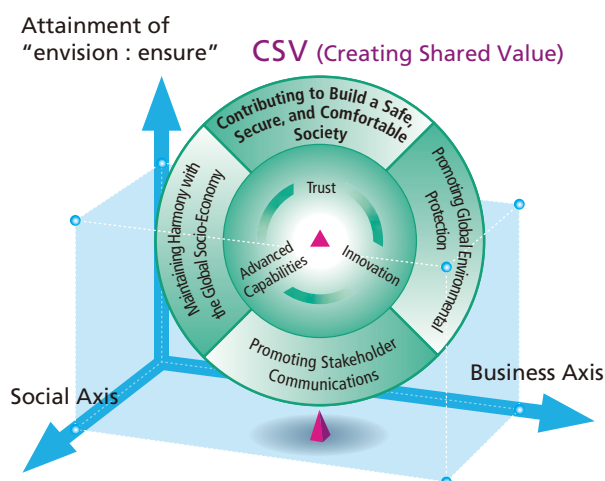 Attainment of
“envision : ensure”
CSV (Creating Shared Value)
Contributing to Build a Safe,
Secure, and Comfortable
Society
Maintaining Harmony with
the Global Socio-Economy
Promoting Global Environmental
Protection
Trust
Advanced
Capabilities
Innovation
Promoting Stakeholder
Communications
Social Axis
Business Axis